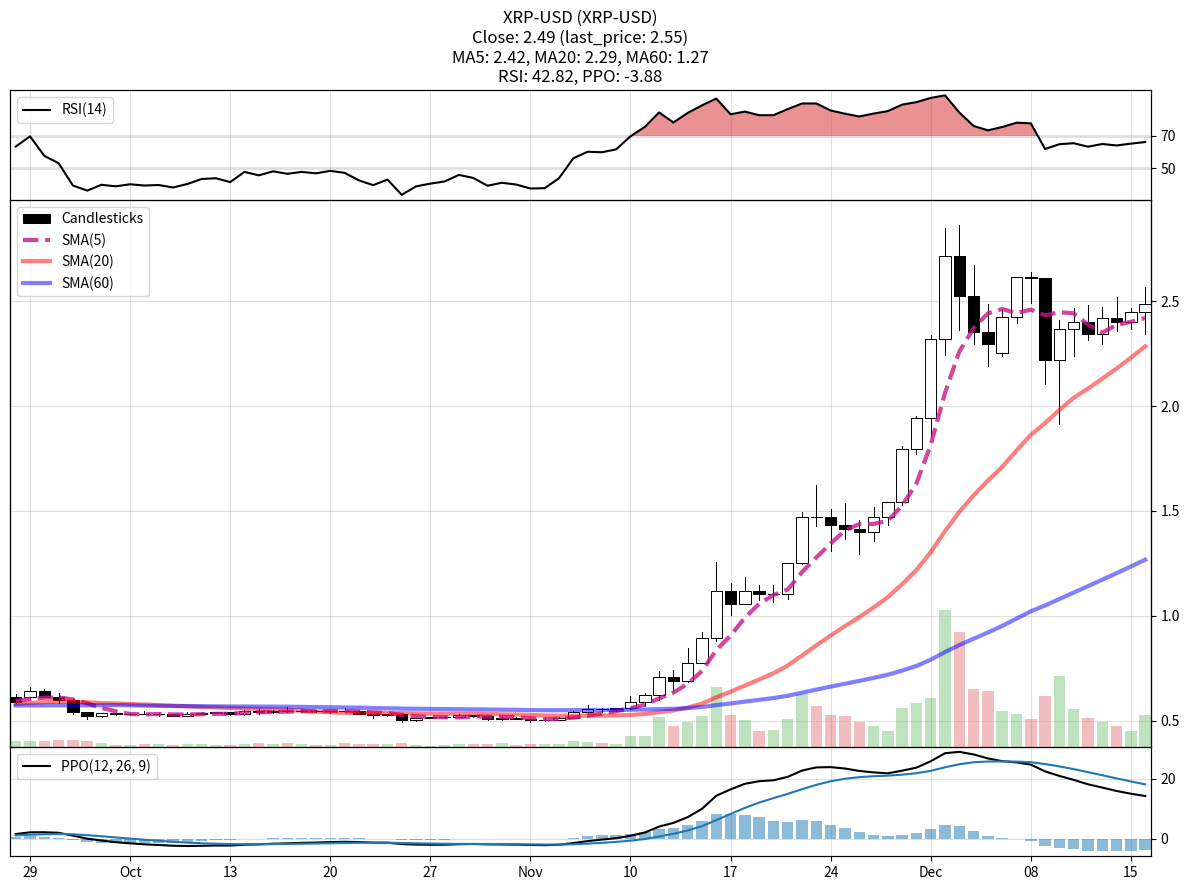 XRP-USD (XRP-USD)
Close: 2.49 (last_price: 2.55)
MA5: 2.42, MA20: 2.29, MA60: 1.27
RSI: 42.82, PPO: -3.88
RSI(14)
70
50
Candlesticks
SMA(5)
SMA(20)
SMA(60)
2.5
2.0
1.5
1.0
0.5
PPO(12, 26, 9)
20
0
29 Oct 13 20 27 Nov 10 17 24 Dec 08 15